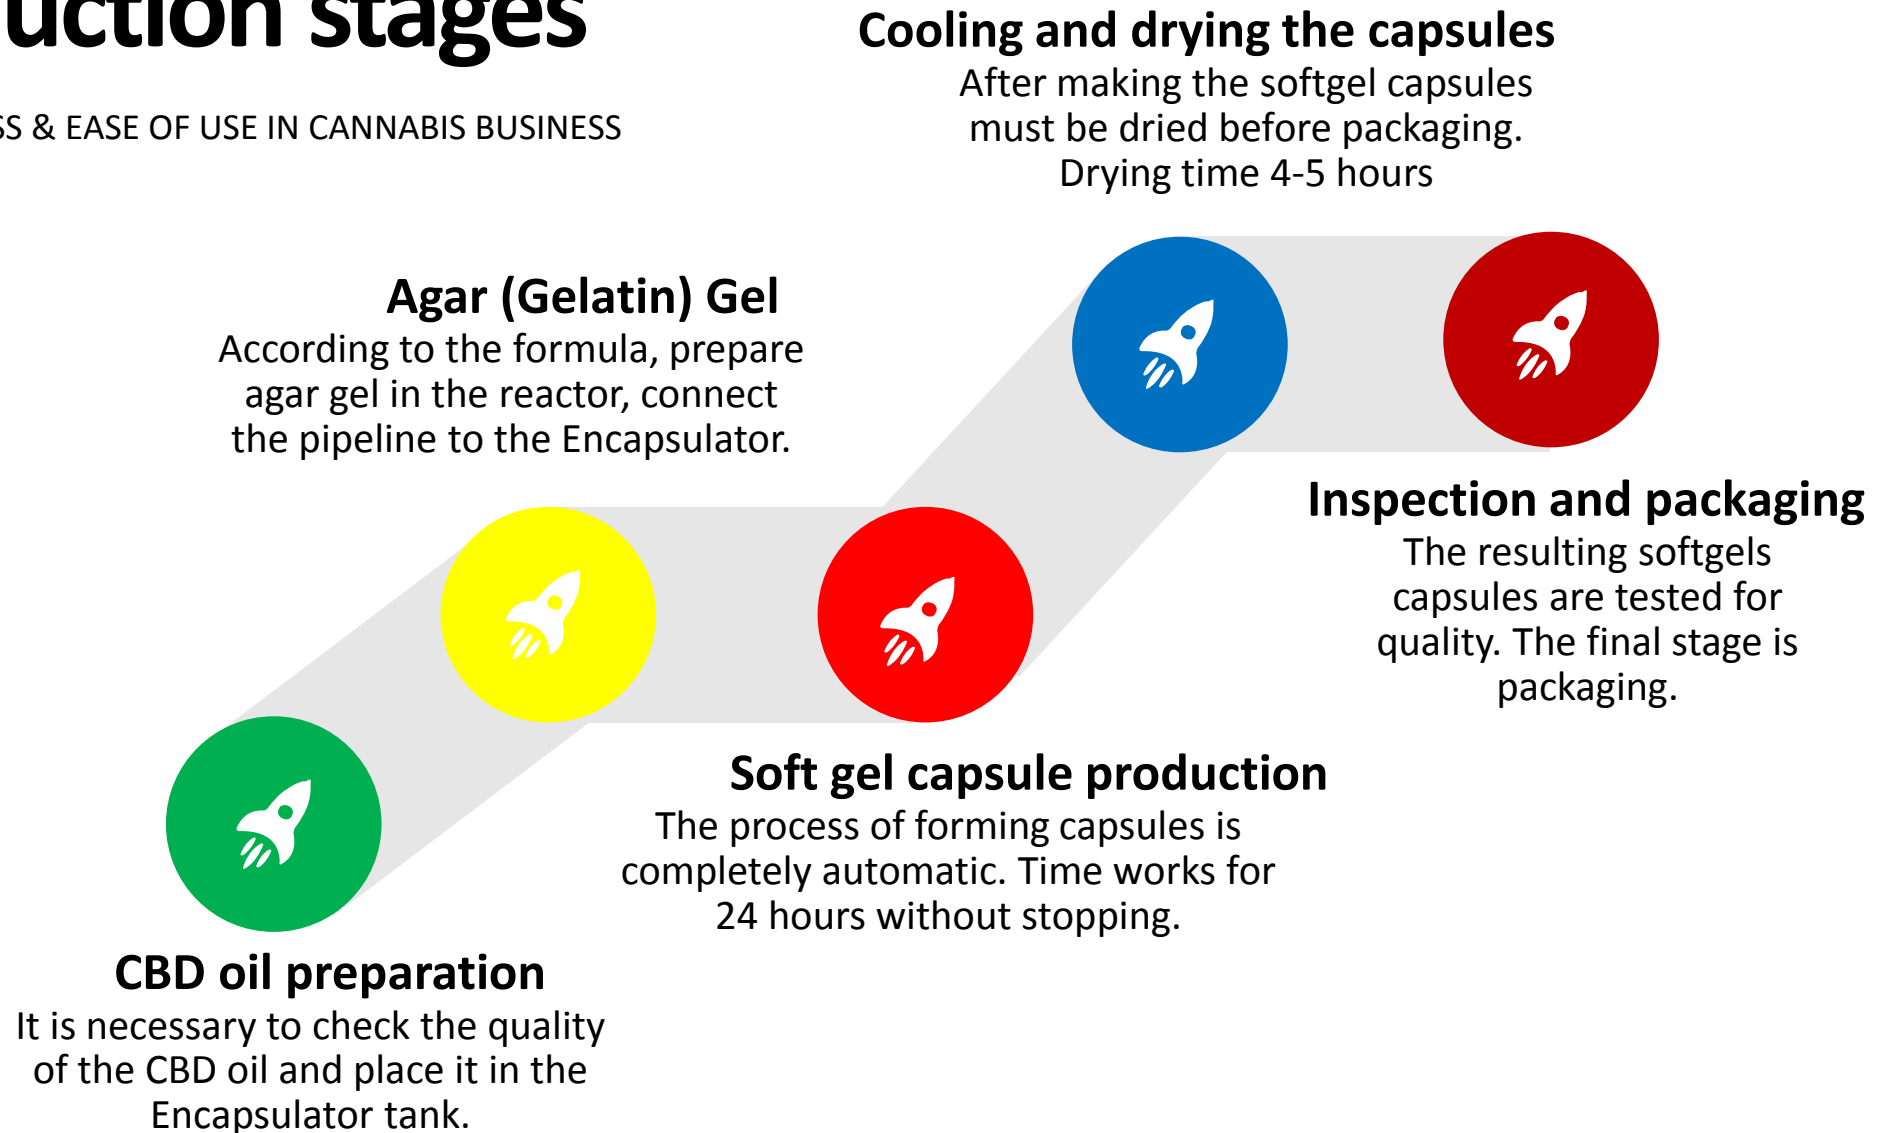 uction stages
SS & EASE OF USE IN CANNABIS BUSINESS
Cooling and drying the capsules
After making the softgel capsules
must be dried before packaging.
Drying time 4-5 hours
Agar (Gelatin) Gel
According to the formula, prepare
agar gel in the reactor, connect
the pipeline to the Encapsulator.
Inspection and packaging
The resulting softgels
capsules are tested for
quality. The final stage is
packaging.
Soft gel capsule production
The process of forming capsules is
completely automatic. Time works for
24 hours without stopping.
CBD oil preparation
It is necessary to check the quality
of the CBD oil and place it in the
Encapsulator tank.